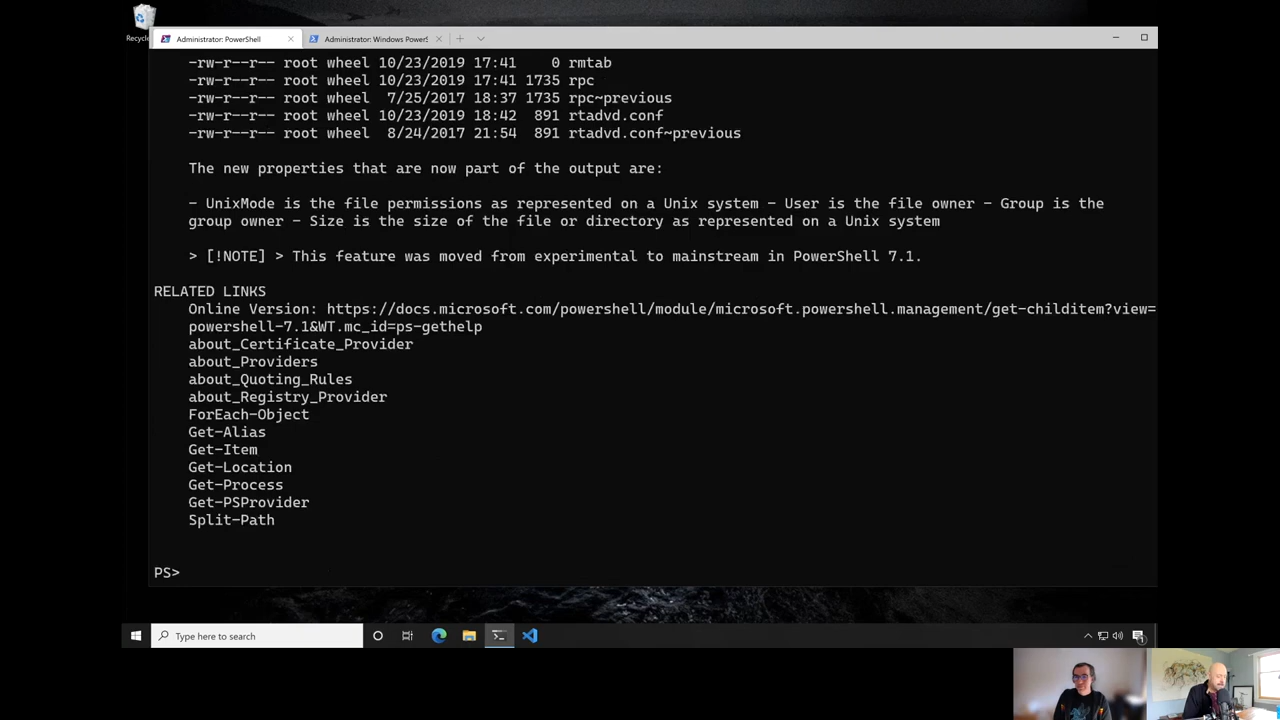 Recycle
Administrator: PowerShell
Administrator: Windows PowerS
-rw-r--r-- root wheel 10/23/2019 17:41    0 rmtab
-rw-r--r-- root wheel 10/23/2019 17:41 1735 rpc
-rw-r--r-- root wheel  7/25/2017 18:37 1735 rpc~previous
-rw-r--r-- root wheel 10/23/2019 18:42  891 rtadvd.conf
-rw-r--r-- root wheel  8/24/2017 21:54  891 rtadvd.conf~previous
The new properties that are now part of the output are:
- UnixMode is the file permissions as represented on a Unix system - User is the file owner - Group is the
group owner - Size is the size of the file or directory as represented on a Unix system
> [!NOTE] > This feature was moved from experimental to mainstream in PowerShell 7.1.
RELATED LINKS
Online Version: https://docs.microsoft.com/powershell/module/microsoft.powershell.management/get-childitem?view=
powershell-7.1&WT.mc_id=ps-gethelp
about_Certificate_Provider
about_Providers
about_Quoting_Rules
about_Registry_Provider
ForEach-Object
Get-Alias
Get-Item
Get-Location
Get-Process
Get-PSProvider
Split-Path
PS>
Type here to search